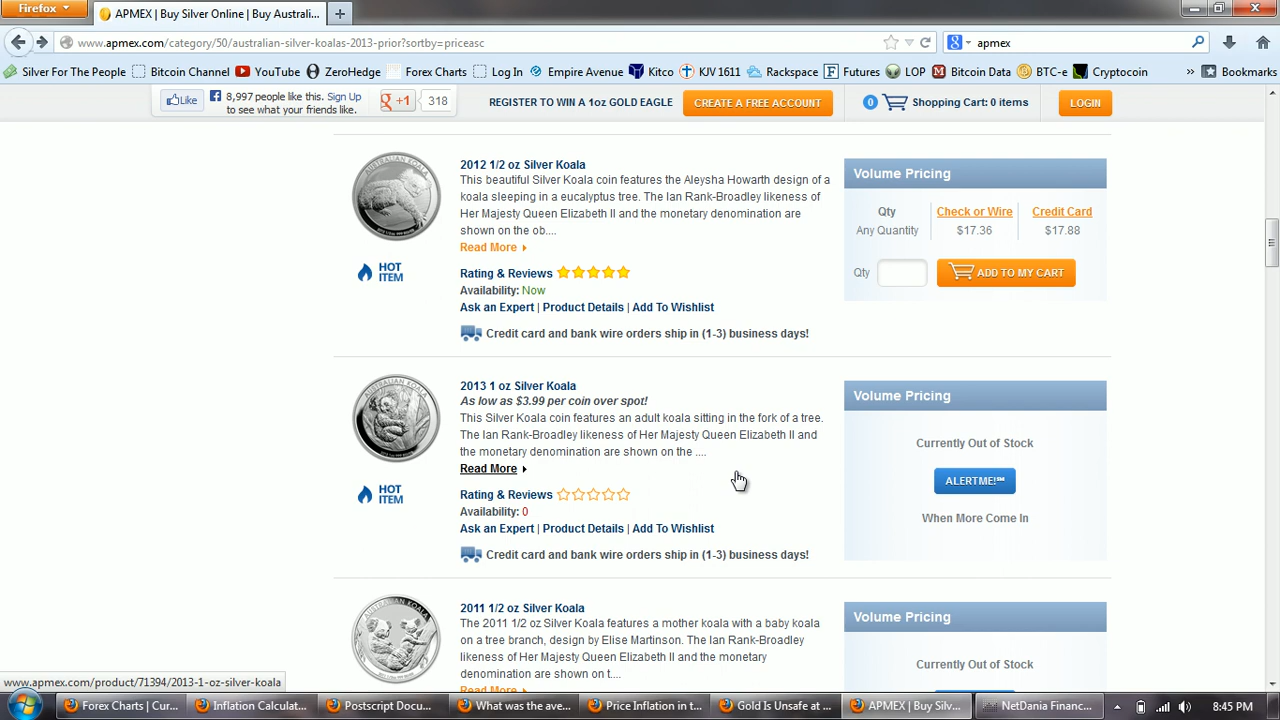 Firefox
APMEX | Buy Silver Online | Buy Australi...
www.apmex.com/category/50/australian-silver-koalas-2013-prior?sortby=priceasc
apmex
Silver For The People
Bitcoin Channel
YouTube
ZeroHedge
Forex Charts
Log In
Empire Avenue
Kitco
KJV 1611
Rackspace
Futures
LOP
Bitcoin Data
BTC-e
Cryptocoin
»
Bookmarks
Like
8,997 people like this. Sign Up
to see what your friends like.
+1
318
REGISTER TO WIN A 1oz GOLD EAGLE
CREATE A FREE ACCOUNT
0
Shopping Cart: 0 items
LOGIN
2012 1/2 oz Silver Koala
This beautiful Silver Koala coin features the Aleysha Howarth design of a
koala sleeping in a eucalyptus tree. The Ian Rank-Broadley likeness of
Her Majesty Queen Elizabeth II and the monetary denomination are
shown on the ob....
Read More
HOT
ITEM
Rating & Reviews
Availability: Now
Ask an Expert | Product Details | Add To Wishlist
Credit card and bank wire orders ship in (1-3) business days!
Volume Pricing
Qty
Check or Wire
Credit Card
Any Quantity
$17.36
$17.88
Qty
ADD TO MY CART
2013 1 oz Silver Koala
As low as $3.99 per coin over spot!
This Silver Koala coin features an adult koala sitting in the fork of a tree.
The Ian Rank-Broadley likeness of Her Majesty Queen Elizabeth II and
the monetary denomination are shown on the ....
Read More
HOT
ITEM
Rating & Reviews
Availability: 0
Ask an Expert | Product Details | Add To Wishlist
Credit card and bank wire orders ship in (1-3) business days!
Volume Pricing
Currently Out of Stock
ALERTME!℠
When More Come In
2011 1/2 oz Silver Koala
The 2011 1/2 oz Silver Koala features a mother koala with a baby koala
on a tree branch, design by Elise Martinson. The Ian Rank-Broadley
likeness of Her Majesty Queen Elizabeth II and the monetary
denomination are shown on t....
Read More
Volume Pricing
Currently Out of Stock
www.apmex.com/product/71394/2013-1-oz-silver-koala
Forex Charts | Cur...
Inflation Calculat...
Postscript Docum...
What was the ave...
Price Inflation in t...
Gold Is Unsafe at ...
APMEX | Buy Silv...
NetDania Financ...
8:45 PM